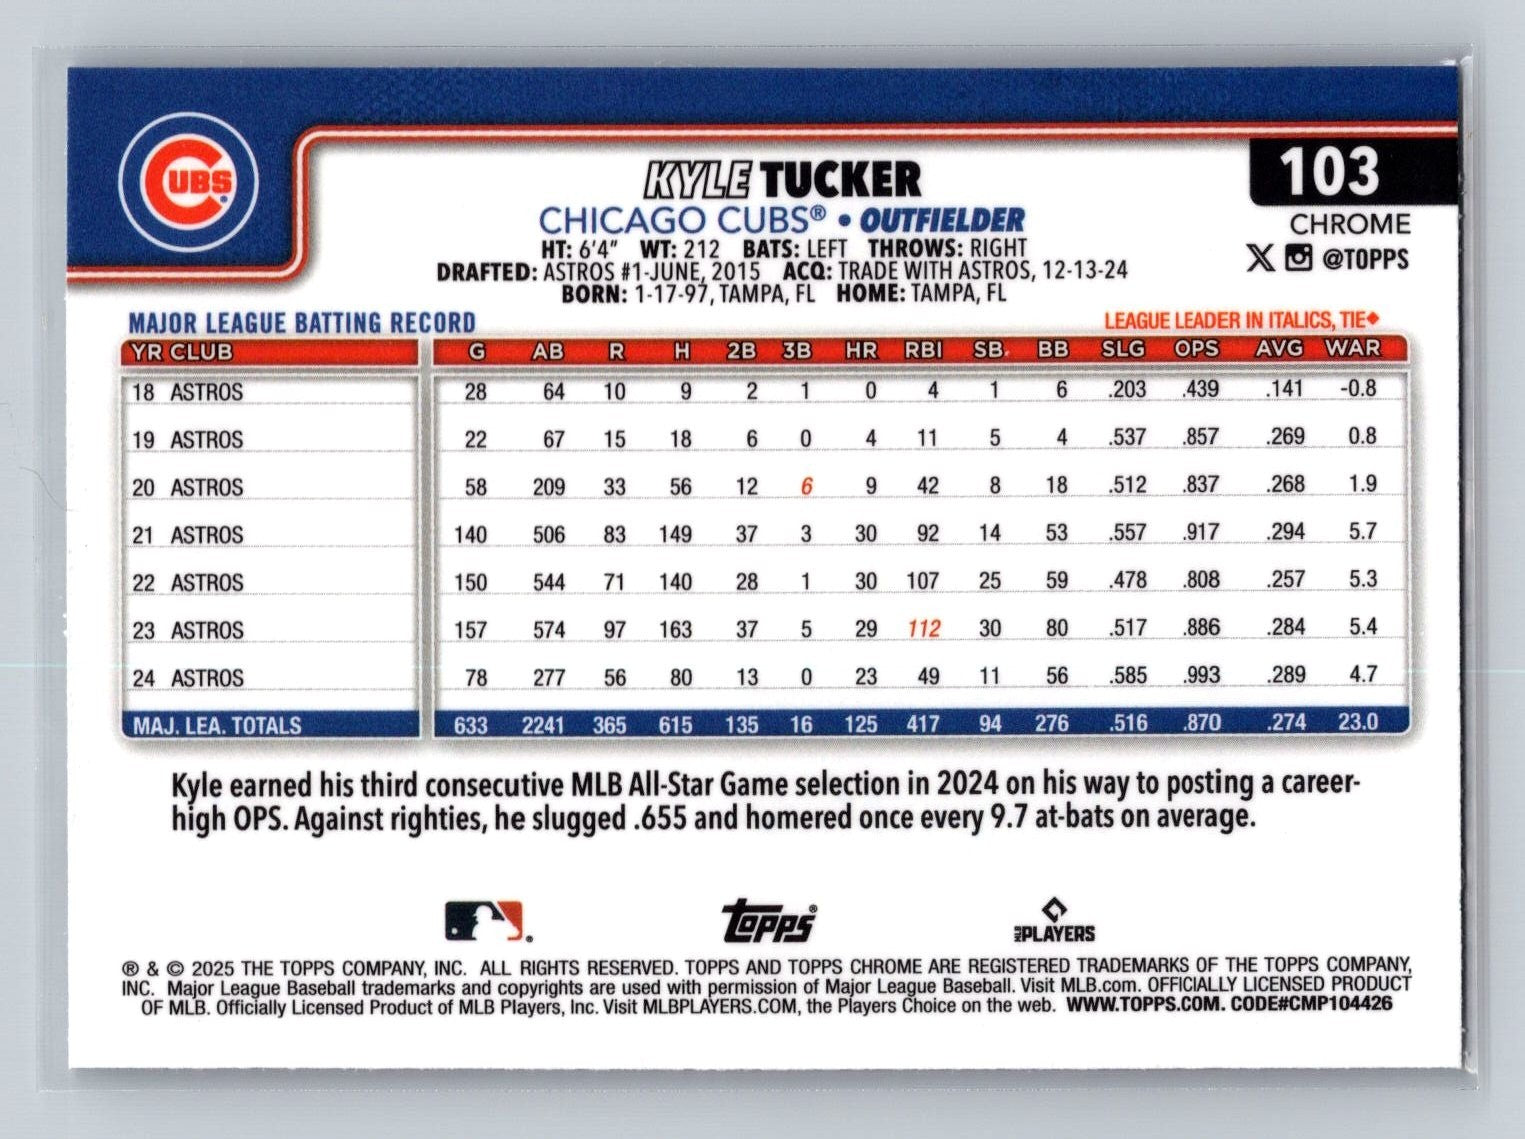 CUBS
103
KYLE TUCKER
CHICAGO CUBS® • OUTFIELDER
CHROME
HT: 6'4" WT: 212 BATS: LEFT THROWS: RIGHT
@TOPPS
DRAFTED: ASTROS #1-JUNE, 2015 ACQ: TRADE WITH ASTROS, 12-13-24
BORN: 1-17-97, TAMPA, FL HOME: TAMPA, FL
MAJOR LEAGUE BATTING RECORD LEAGUE LEADER IN ITALICS, TIE◆
YR CLUB G AB R H 2B 3B HR RBI SB BB SLG OPS AVG WAR
18 ASTROS 28 64 10 9 2 1 0 4 1 6 .203 .439 .141 -0.8
19 ASTROS 22 67 15 18 6 0 4 11 5 4 .537 .857 .269 0.8
20 ASTROS 58 209 33 56 12 6 9 42 8 18 .512 .837 .268 1.9
21 ASTROS 140 506 83 149 37 3 30 92 14 53 .557 .917 .294 5.7
22 ASTROS 150 544 71 140 28 1 30 107 25 59 .478 .808 .257 5.3
23 ASTROS 157 574 97 163 37 5 29 112 30 80 .517 .886 .284 5.4
24 ASTROS 78 277 56 80 13 0 23 49 11 56 .585 .993 .289 4.7
MAJ. LEA. TOTALS 633 2241 365 615 135 16 125 417 94 276 .516 .870 .274 23.0
Kyle earned his third consecutive MLB All-Star Game selection in 2024 on his way to posting a career-
high OPS. Against righties, he slugged .655 and homered once every 9.7 at-bats on average.
Topps®
MLB PLAYERS
® & © 2025 THE TOPPS COMPANY, INC. ALL RIGHTS RESERVED. TOPPS AND TOPPS CHROME ARE REGISTERED TRADEMARKS OF THE TOPPS COMPANY,
INC. Major League Baseball trademarks and copyrights are used with permission of Major League Baseball. Visit MLB.com. OFFICIALLY LICENSED PRODUCT
OF MLB. Officially Licensed Product of MLB Players, Inc. Visit MLBPLAYERS.COM, the Players Choice on the web. WWW.TOPPS.COM. CODE#CMP104426